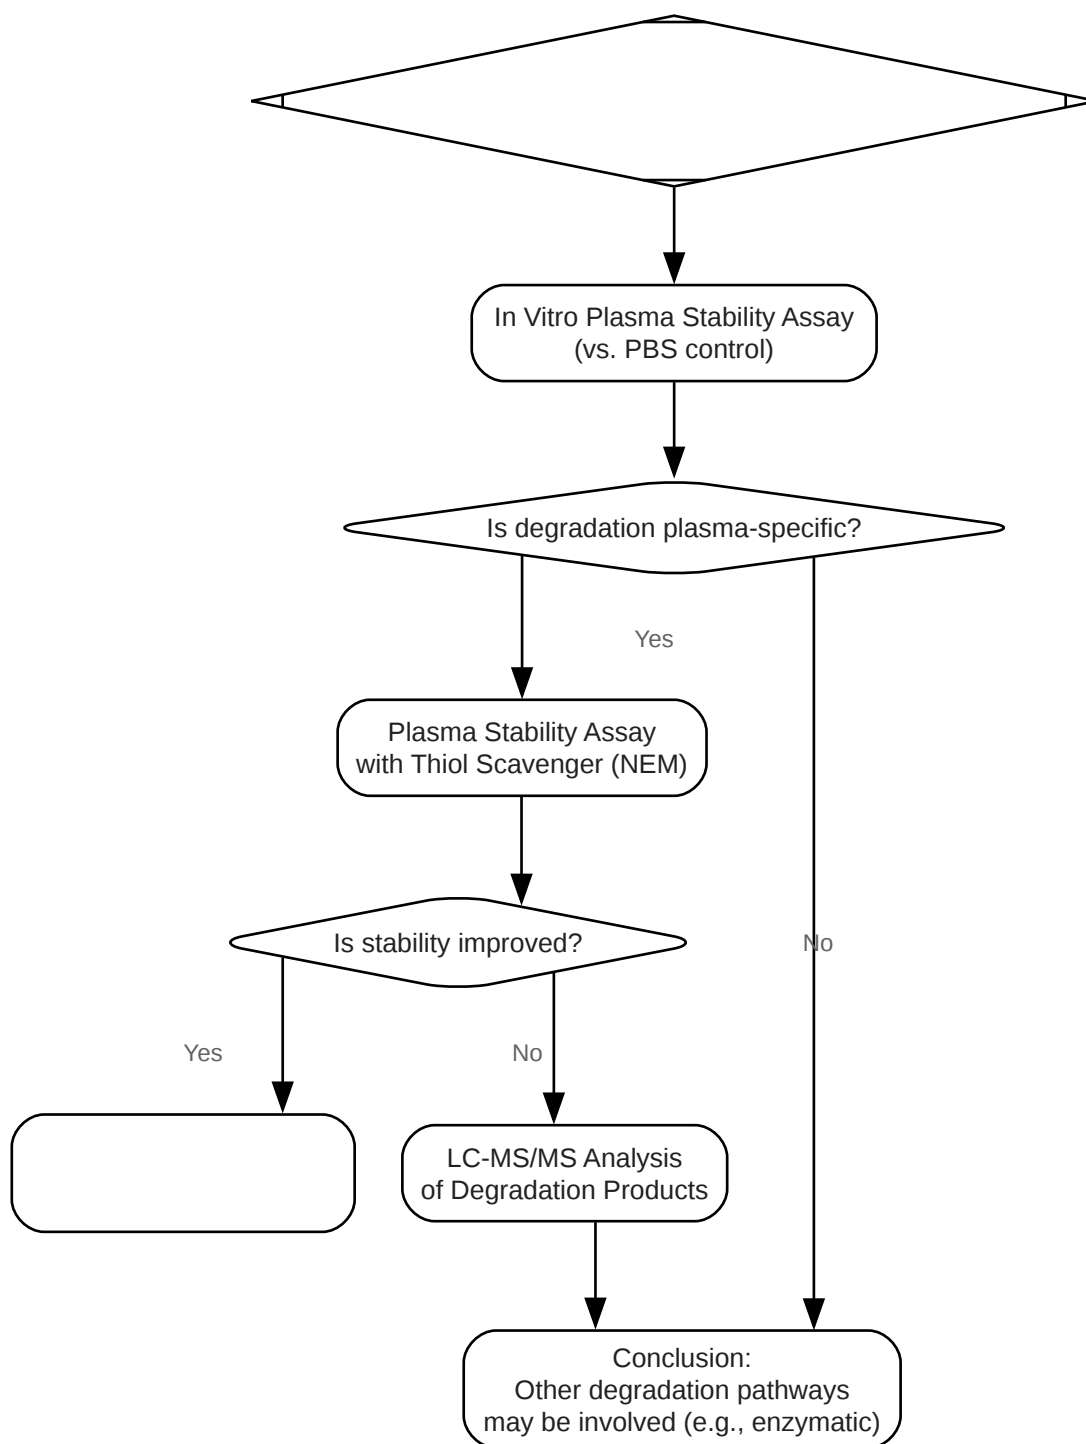 In Vitro Plasma Stability Assay
(vs. PBS control)
Is degradation plasma-specific?
Yes
Plasma Stability Assay
with Thiol Scavenger (NEM)
Is stability improved?
No
Yes
No
LC-MS/MS Analysis
of Degradation Products
Conclusion:
Other degradation pathways
may be involved (e.g., enzymatic)